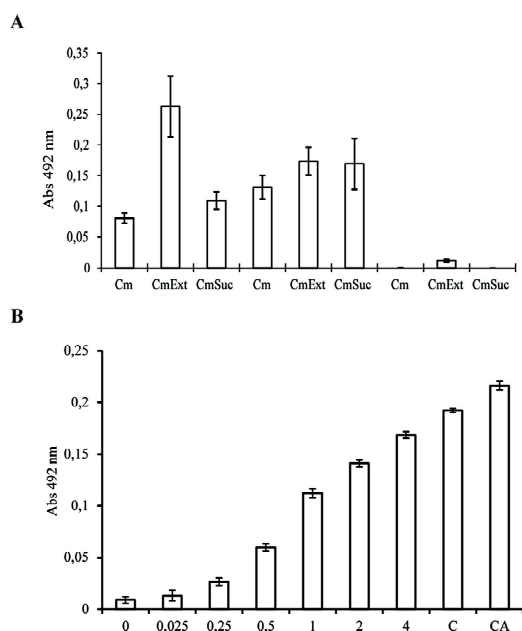 A
0,35
0,3
0,25
0,2
0,15
0,1
0,05
0
Abs 492 nm
Cm CmExt CmSuc Cm CmExt CmSuc Cm CmExt CmSuc
B
0,25
0,2
0,15
0,1
0,05
0
Abs 492 nm
0 0,025 0,25 0,5 1 2 4 C CA